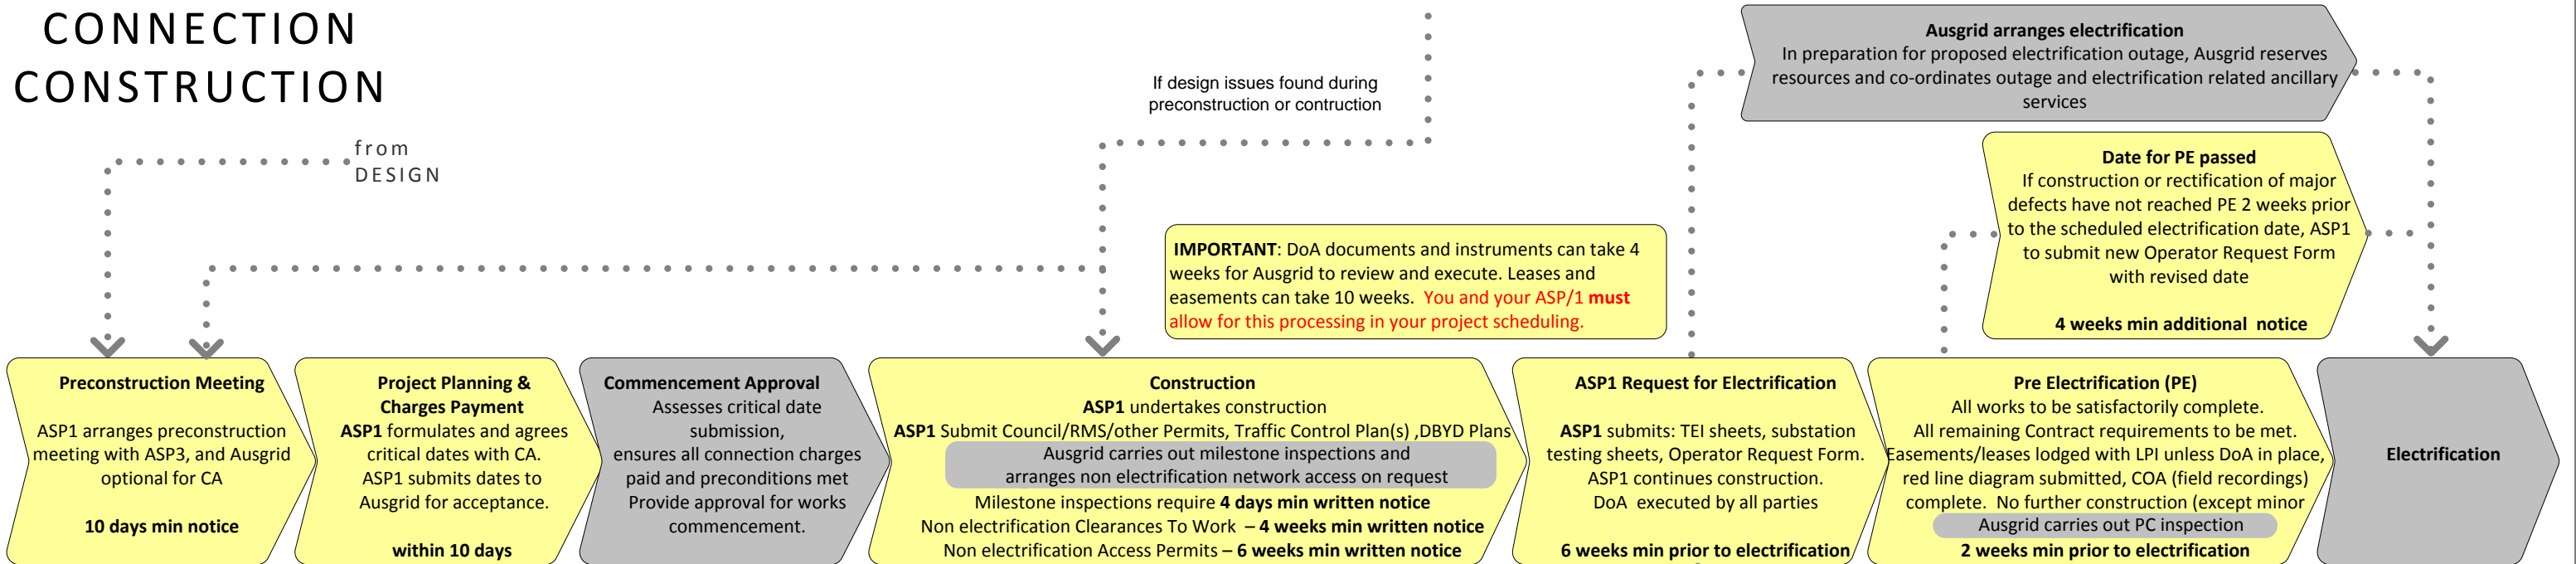 CONNECTION
CONSTRUCTION
from
DESIGN
If design issues found during
preconstruction or contruction
Ausgrid arranges electrification
In preparation for proposed electrification outage, Ausgrid reserves
resources and co-ordinates outage and electrification related ancillary
services
Date for PE passed
If construction or rectification of major
defects have not reached PE 2 weeks prior
to the scheduled electrification date, ASP1
to submit new Operator Request Form
with revised date
4 weeks min additional notice
IMPORTANT: DoA documents and instruments can take 4
weeks for Ausgrid to review and execute. Leases and
easements can take 10 weeks. You and your ASP/1 must
allow for this processing in your project scheduling.
Preconstruction Meeting
ASP1 arranges preconstruction
meeting with ASP3, and Ausgrid
optional for CA
10 days min notice
Project Planning &
Charges Payment
ASP1 formulates and agrees
critical dates with CA.
ASP1 submits dates to
Ausgrid for acceptance.
within 10 days
Commencement Approval
Assesses critical date
submission,
ensures all connection charges
paid and preconditions met
Provide approval for works
commencement.
Construction
ASP1 undertakes construction
ASP1 Submit Council/RMS/other Permits, Traffic Control Plan(s) ,DBYD Plans
Ausgrid carries out milestone inspections and
arranges non electrification network access on request
Milestone inspections require 4 days min written notice
Non electrification Clearances To Work – 4 weeks min written notice
Non electrification Access Permits – 6 weeks min written notice
ASP1 Request for Electrification
ASP1 submits: TEI sheets, substation
testing sheets, Operator Request Form.
ASP1 continues construction.
DoA executed by all parties
6 weeks min prior to electrification
Pre Electrification (PE)
All works to be satisfactorily complete.
All remaining Contract requirements to be met.
Easements/leases lodged with LPI unless DoA in place,
red line diagram submitted, COA (field recordings)
complete. No further construction (except minor
Ausgrid carries out PC inspection
2 weeks min prior to electrification
Electrification